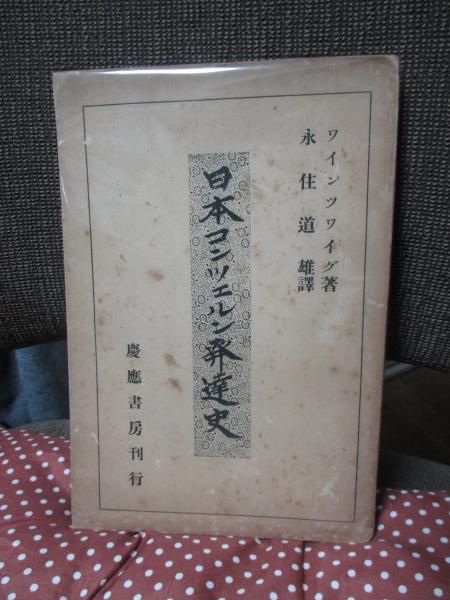 ワインツワイグ著
永住道雄譯
日本コンツェルン発達史
慶應書房刊行